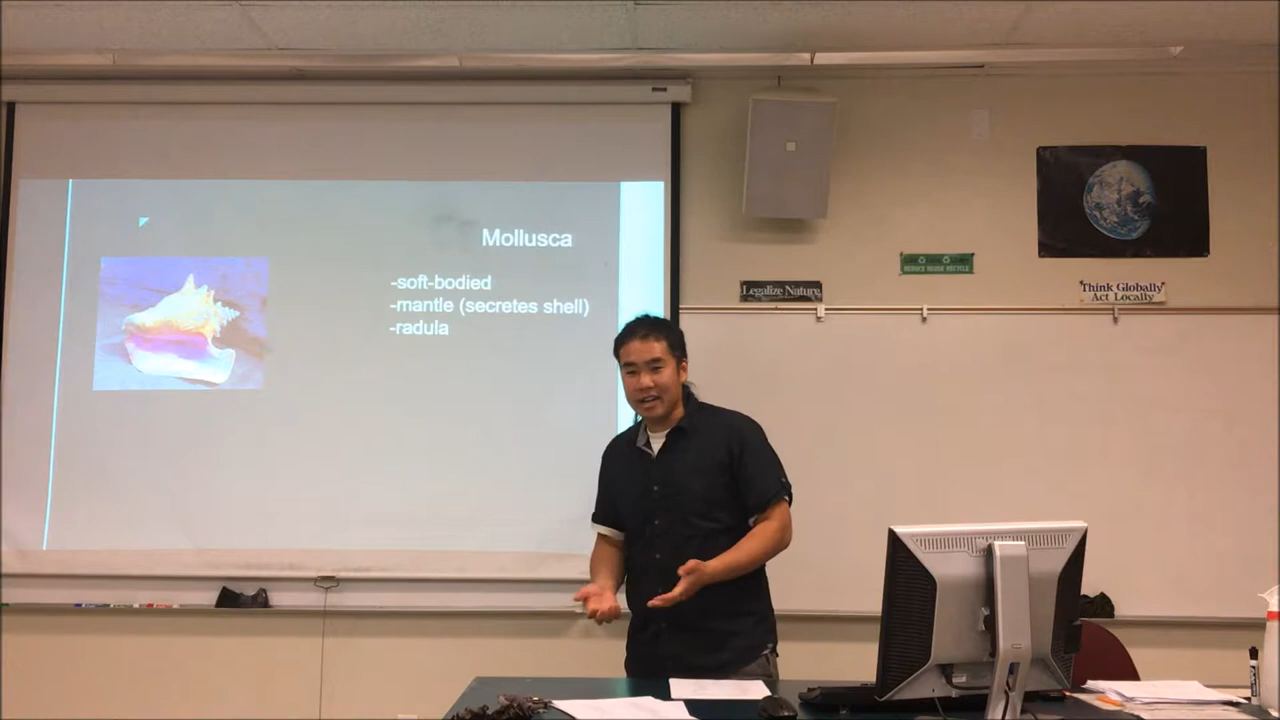 Mollusca
-soft-bodied
-mantle (secretes shell)
-radula
Legalize Nature
REDUCE REUSE RECYCLE
Think Globally
Act Locally